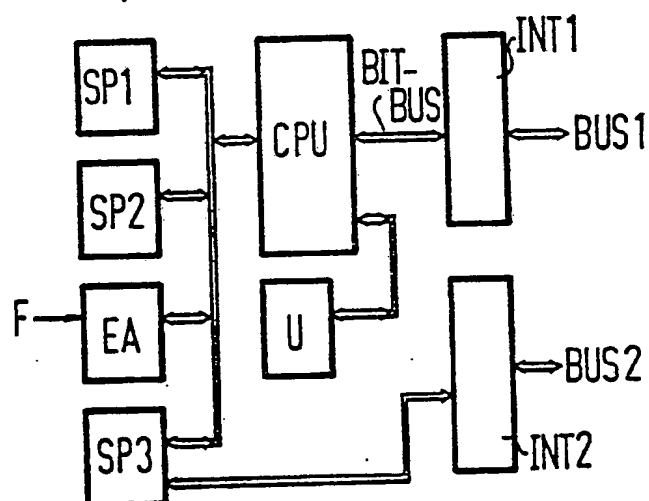 SP1
SP2
F
EA
SP3
CPU
U
BIT-
BUS
INT1
BUS1
BUS2
INT2